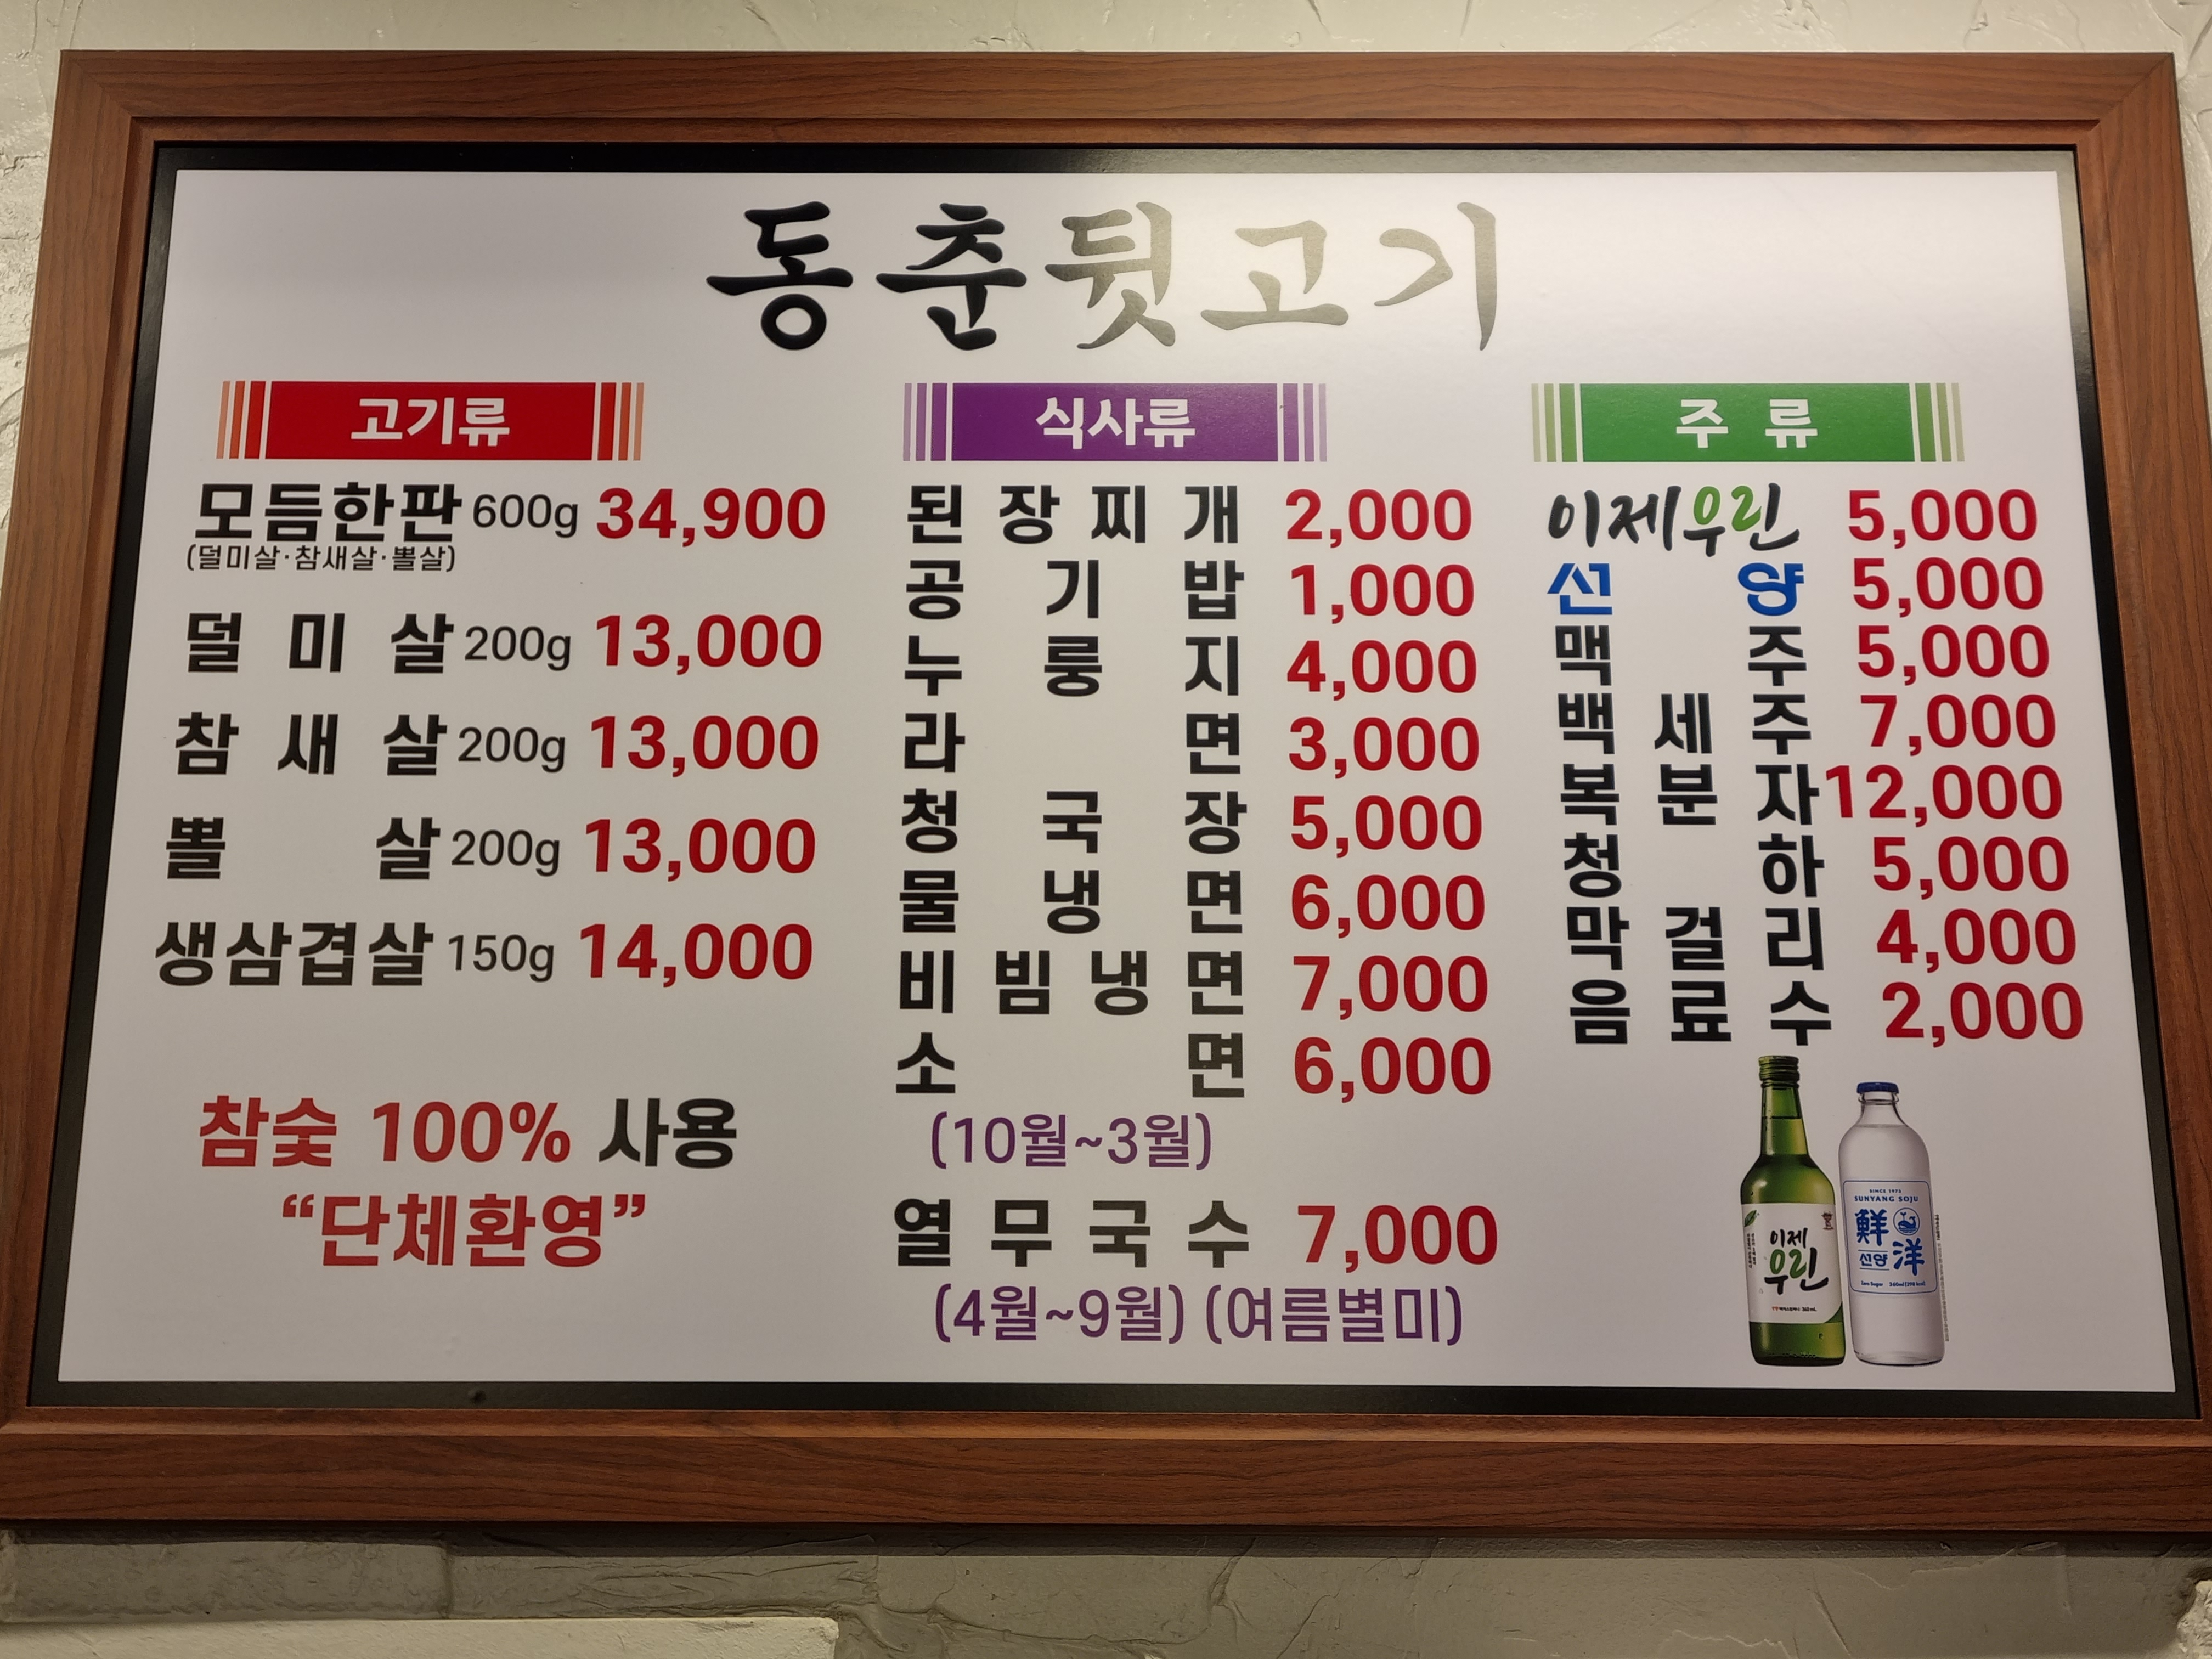 동춘뒷고기
고기류
모듬한판 600g 34,900
(덜미살·참새살·뽈살)
덜미살 200g 13,000
참새살 200g 13,000
뽈살 200g 13,000
생삼겹살 150g 14,000
참숯 100% 사용
“단체환영”
식사류
된장찌개 2,000
공기밥 1,000
누룽지 4,000
라면 3,000
청국장 5,000
물냉면 6,000
비빔냉면 7,000
소면 6,000
(10월~3월)
열무국수 7,000
(4월~9월) (여름별미)
주류
이제우린 5,000
선양 5,000
맥주 5,000
백세주 7,000
복분자 12,000
청하 5,000
막걸리 4,000
음료수 2,000
이제
우린
SINCE 1973
SUNYANG SOJU
鮮
洋
선양